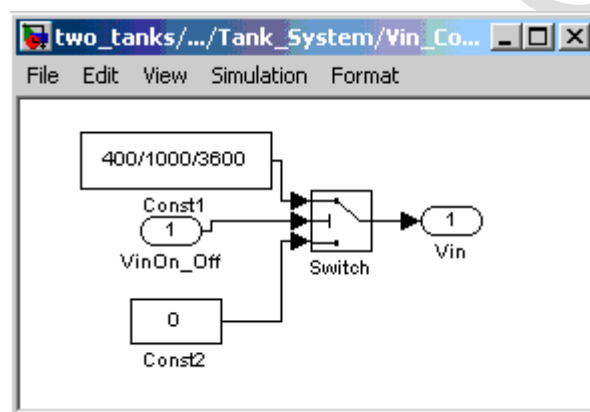 two_tanks/.../Tank_System/Vin_Co...
File Edit View Simulation Format
400/1000/3600
Const1
1
VinOn_Off
Switch
1
Vin
0
Const2